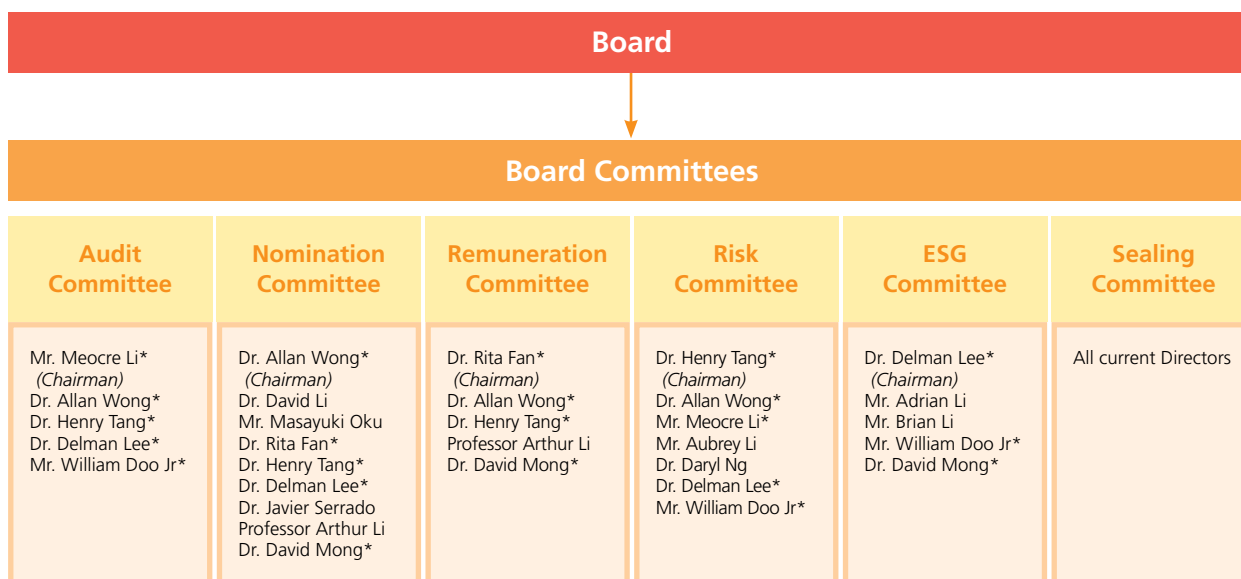 Board
Board Committees
Audit
Committee
Mr. Meocre Li*
(Chairman)
Dr. Allan Wong*
Dr. Henry Tang*
Dr. Delman Lee*
Mr. William Doo Jr*
Nomination
Committee
Dr. Allan Wong*
(Chairman)
Dr. David Li
Mr. Masayuki Oku
Dr. Rita Fan*
Dr. Henry Tang*
Dr. Delman Lee*
Dr. Javier Serrado
Professor Arthur Li
Dr. David Mong*
Remuneration
Committee
Dr. Rita Fan*
(Chairman)
Dr. Allan Wong*
Dr. Henry Tang*
Professor Arthur Li
Dr. David Mong*
Risk
Committee
Dr. Henry Tang*
(Chairman)
Dr. Allan Wong*
Mr. Meocre Li*
Mr. Aubrey Li
Dr. Daryl Ng
Dr. Delman Lee*
Mr. William Doo Jr*
ESG
Committee
Dr. Delman Lee*
(Chairman)
Mr. Adrian Li
Mr. Brian Li
Mr. William Doo Jr*
Dr. David Mong*
Sealing
Committee
All current Directors